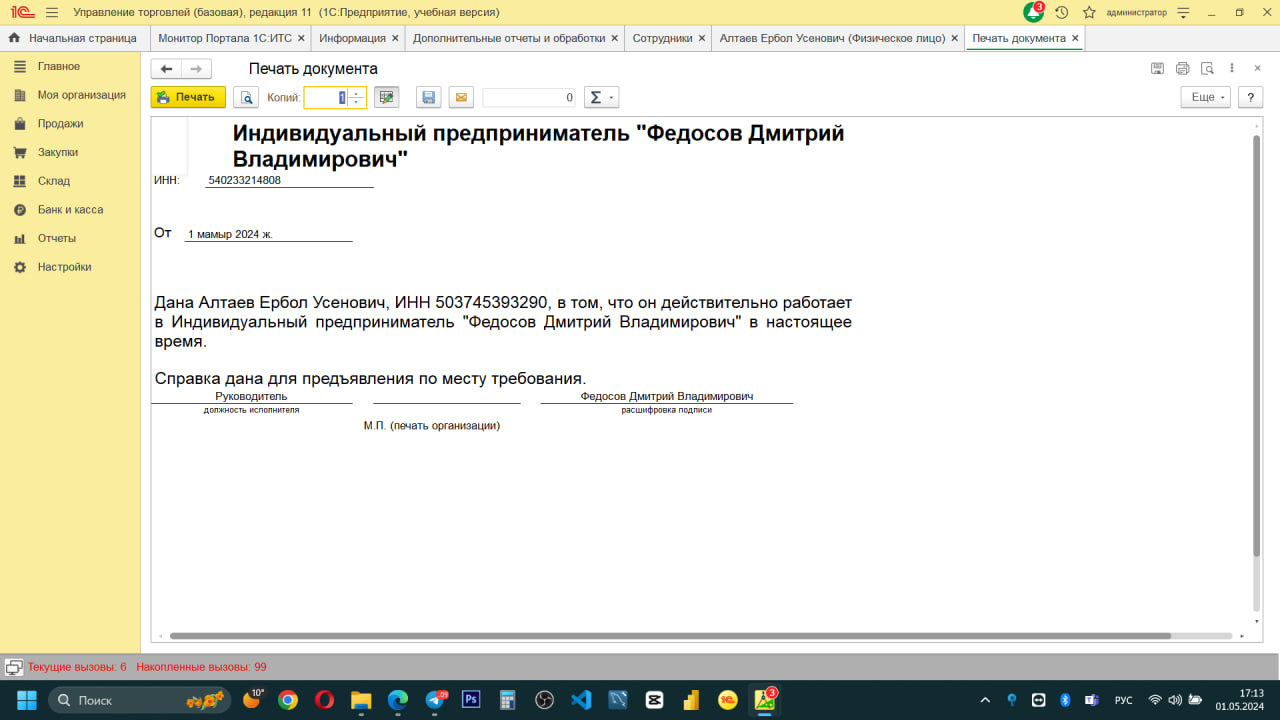 Управление торговлей (базовая), редакция 11 (1С:Предприятие, учебная версия)
3
администратор
Начальная страница
Монитор Портала 1С:ИТС ×
Информация ×
Дополнительные отчеты и обработки ×
Сотрудники ×
Алтаев Ербол Усенович (Физическое лицо) ×
Печать документа ×
Главное
Моя организация
Продажи
Закупки
Склад
Банк и касса
Отчеты
Настройки
Печать документа
Печать
Копий: 1
0
Σ
Еще
?
Индивидуальный предприниматель "Федосов Дмитрий
Владимирович"
ИНН: 540233214808
От 1 мамыр 2024 ж.
Дана Алтаев Ербол Усенович, ИНН 503745393290, в том, что он действительно работает
в Индивидуальный предприниматель "Федосов Дмитрий Владимирович" в настоящее
время.
Справка дана для предъявления по месту требования.
Руководитель Федосов Дмитрий Владимирович
должность исполнителя расшифровка подписи
М.П. (печать организации)
Текущие вызовы: 6 Накопленные вызовы: 99
Поиск
10°
Ps
3
РУС
17:13
01.05.2024